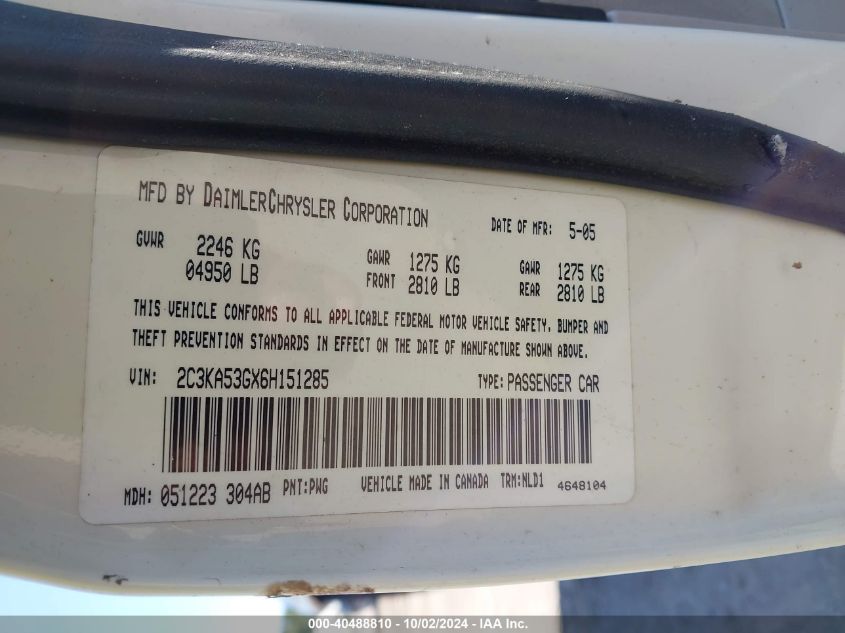 MFD BY DAIMLERCHRYSLER CORPORATION DATE OF MFR: 5-05
GVWR 2246 KG GAWR 1275 KG GAWR 1275 KG
04950 LB FRONT 2810 LB REAR 2810 LB
THIS VEHICLE CONFORMS TO ALL APPLICABLE FEDERAL MOTOR VEHICLE SAFETY, BUMPER AND
THEFT PREVENTION STANDARDS IN EFFECT ON THE DATE OF MANUFACTURE SHOWN ABOVE.
VIN: 2C3KA53GX6H151285 TYPE: PASSENGER CAR
MDH: 051223 304AB PNT:PWG VEHICLE MADE IN CANADA TRM:NLD1 4648104
000-40488810 - 10/02/2024 - IAA Inc.